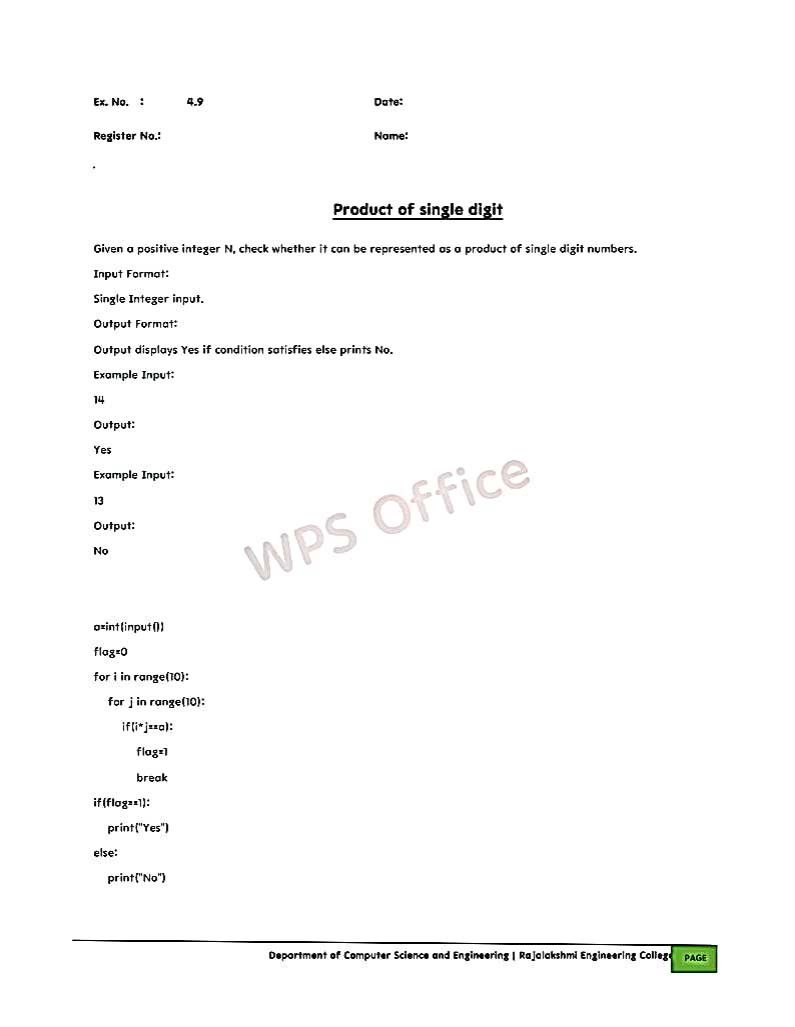 Ex. No. : 4.9 Date:
Register No.: Name:
.
Product of single digit
Given a positive integer N, check whether it can be represented as a product of single digit numbers.
Input Format:
Single Integer input.
Output Format:
Output displays Yes if condition satisfies else prints No.
Example Input:
14
Output:
Yes
Example Input:
13
Output:
No
WPS Office
a=int(input())
flag=0
for i in range(10):
for j in range(10):
if(i*j==a):
flag=1
break
if(flag==1):
print("Yes")
else:
print("No")
Department of Computer Science and Engineering | Rajalakshmi Engineering College PAGE